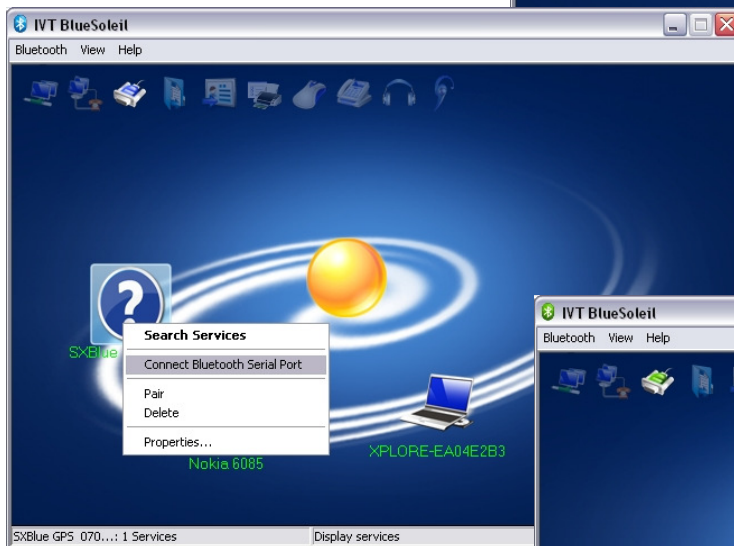 IVT BlueSoleil
Bluetooth View Help
SXBlue
Search Services
Connect Bluetooth Serial Port
Pair
Delete
Properties...
Nokia 6085
XPLORE-EA04E2B3
SXBlue GPS 070...: 1 Services
Display services
IVT BlueSoleil
Bluetooth View Help